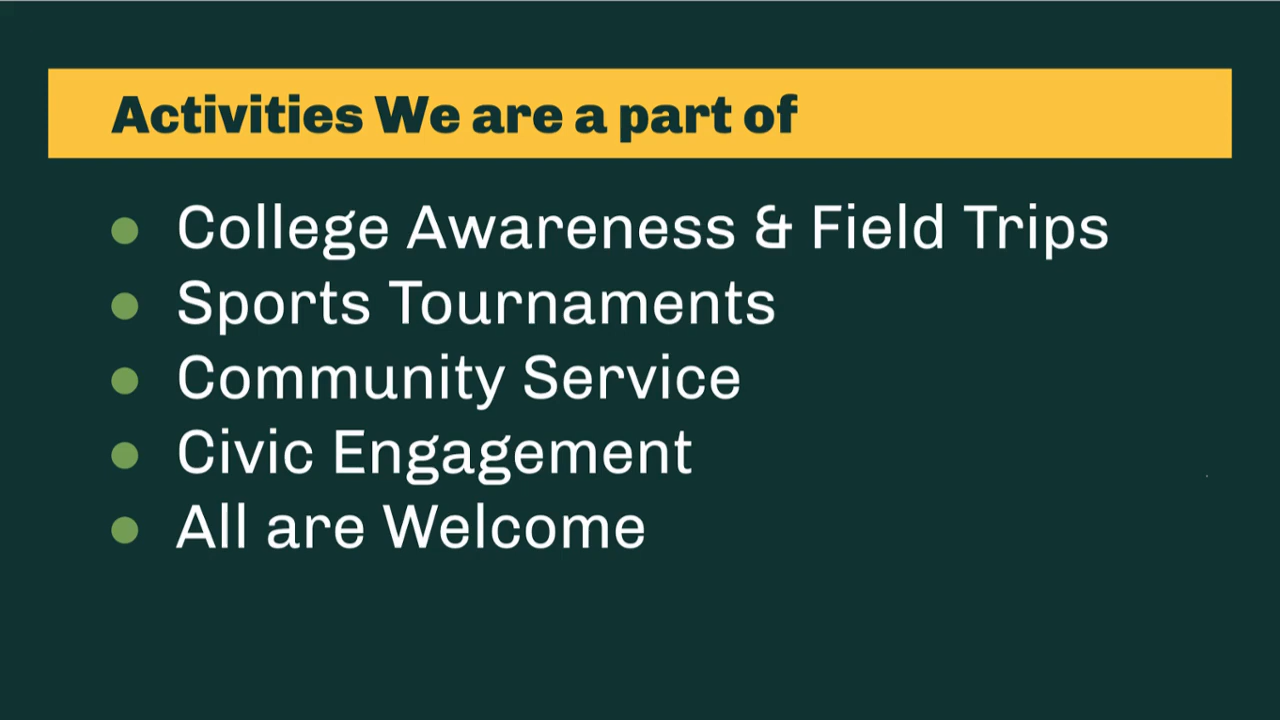 Activities We are a part of
College Awareness & Field Trips
Sports Tournaments
Community Service
Civic Engagement
All are Welcome